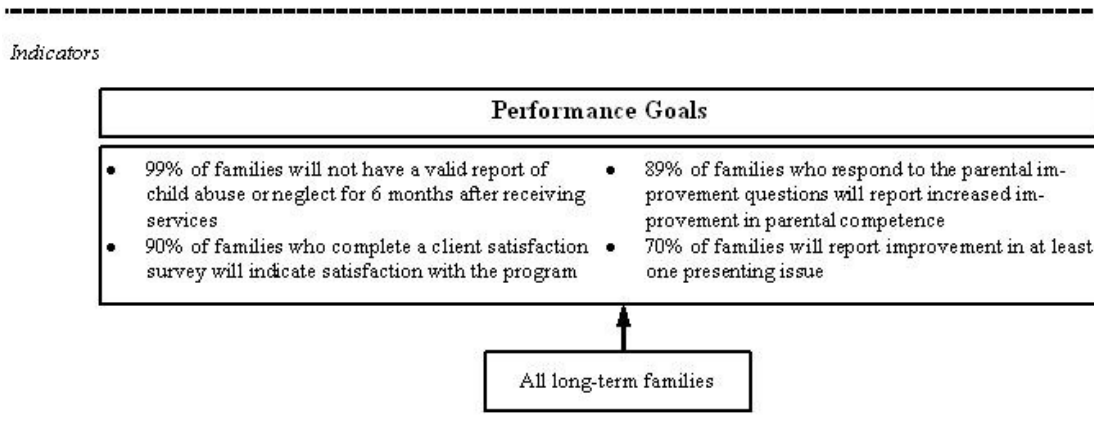 Indicators
Performance Goals
• 99% of families will not have a valid report of
child abuse or neglect for 6 months after receiving
services
• 90% of families who complete a client satisfaction
survey will indicate satisfaction with the program
• 89% of families who respond to the parental im-
provement questions will report increased im-
provement in parental competence
• 70% of families will report improvement in at least
one presenting issue
All long-term families